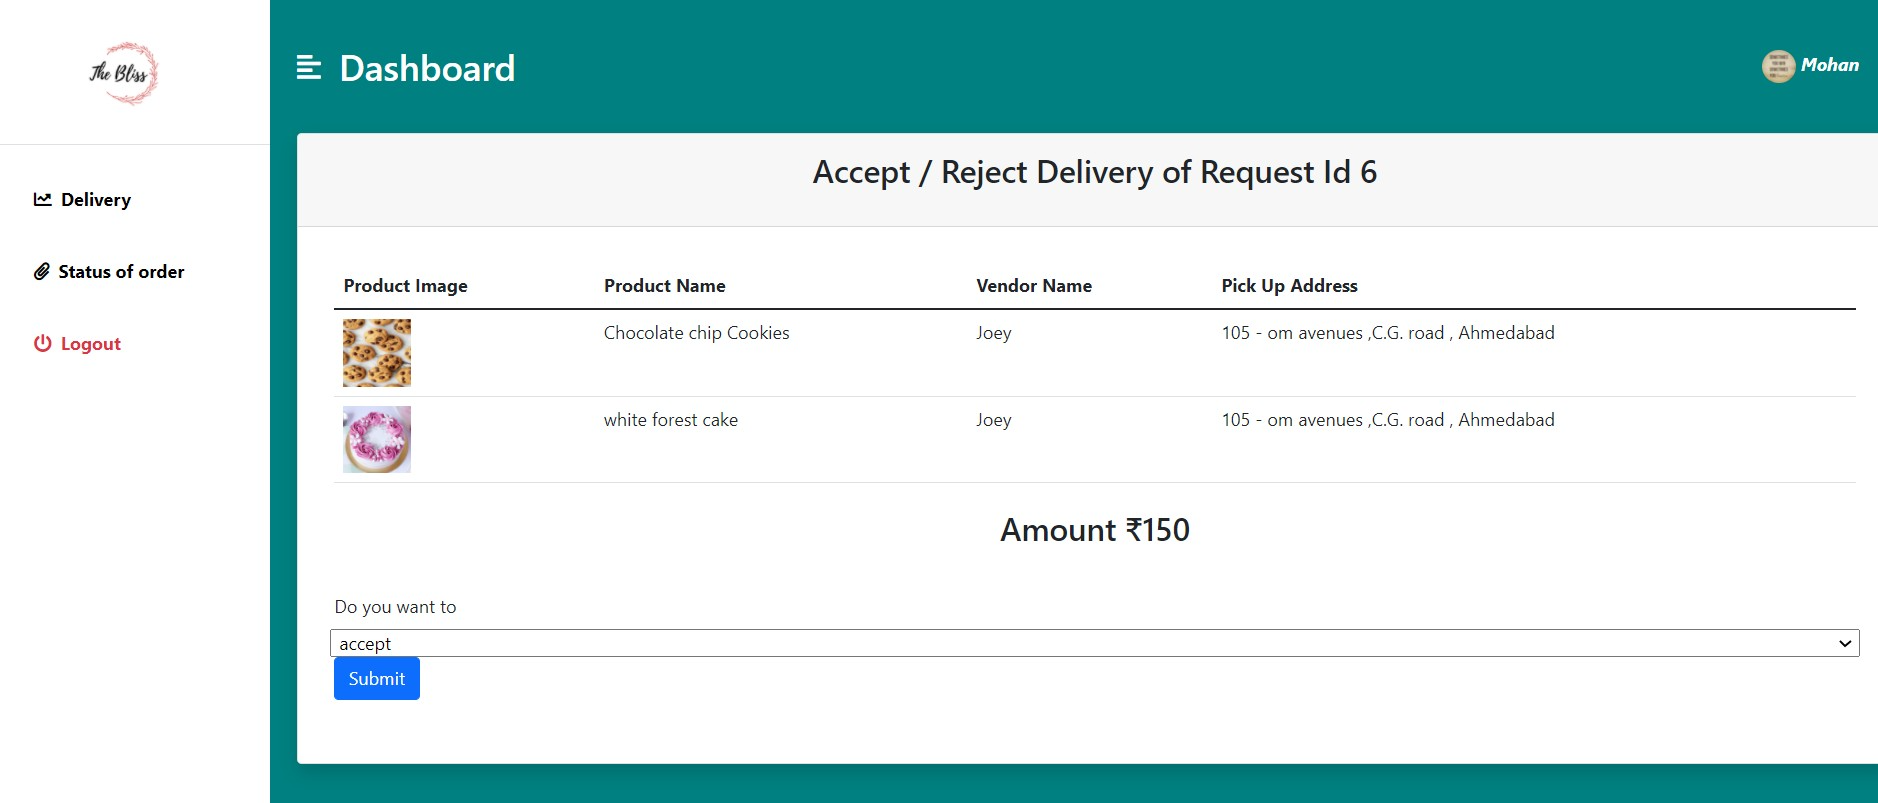 The Bliss
Dashboard
Mohan
Delivery
Status of order
Logout
Accept / Reject Delivery of Request Id 6
Product Image Product Name Vendor Name Pick Up Address
Chocolate chip Cookies Joey 105 - om avenues ,C.G. road , Ahmedabad
white forest cake Joey 105 - om avenues ,C.G. road , Ahmedabad
Amount ₹150
Do you want to
accept
Submit